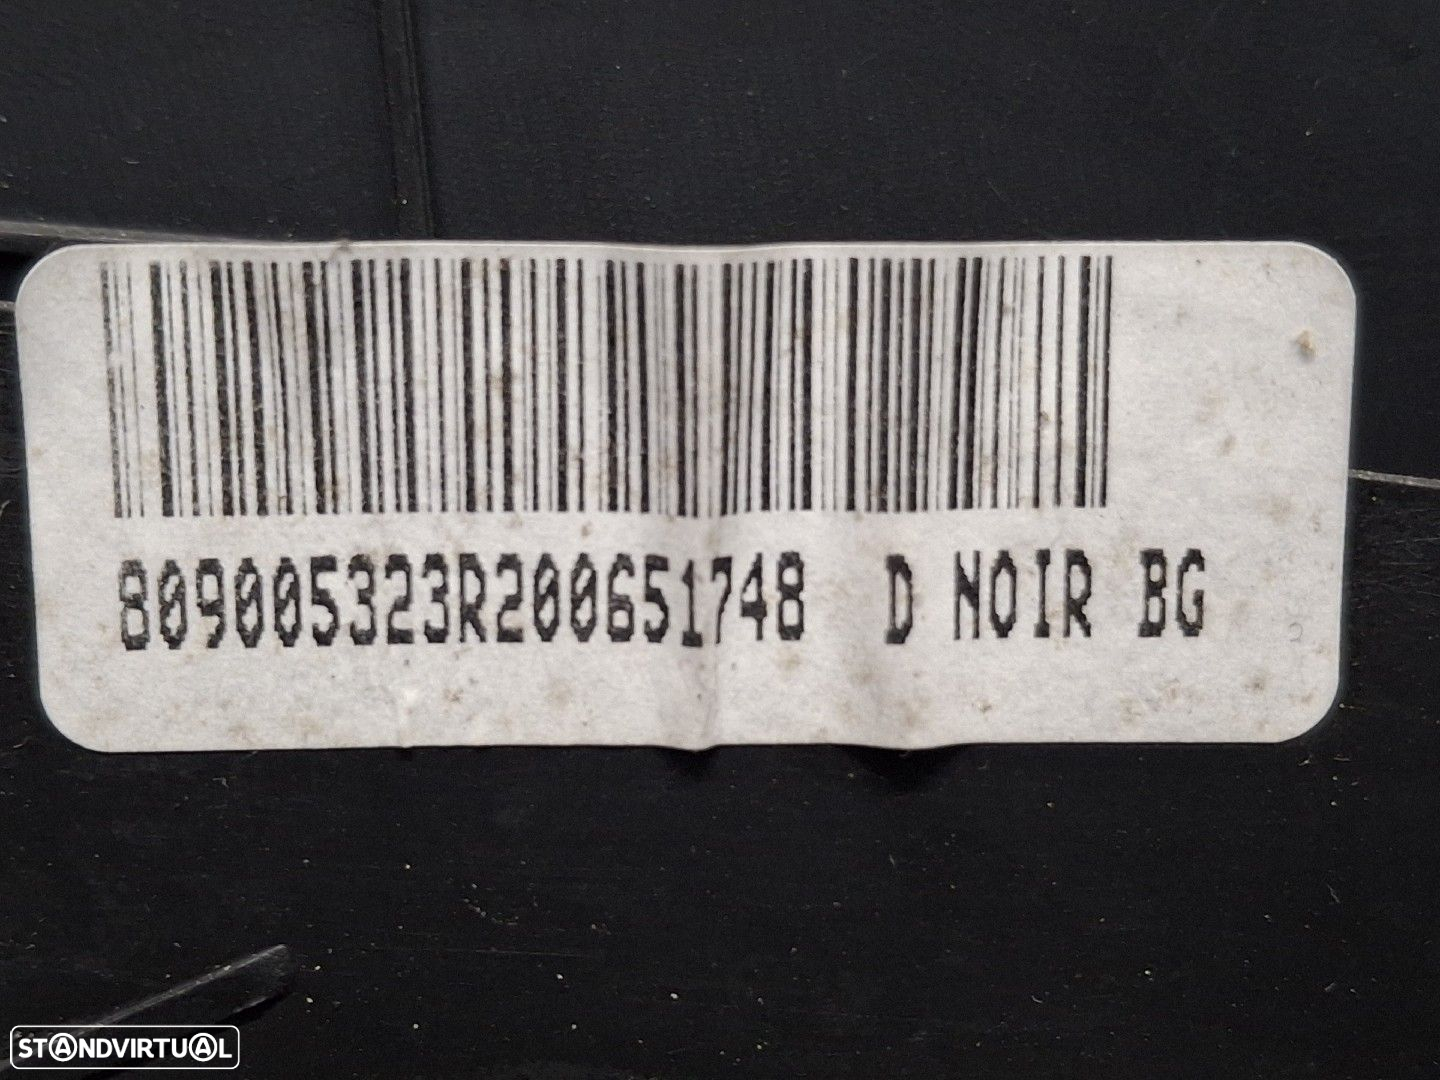 809005323R200651748 D NOIR BG
STANDVIRTUAL